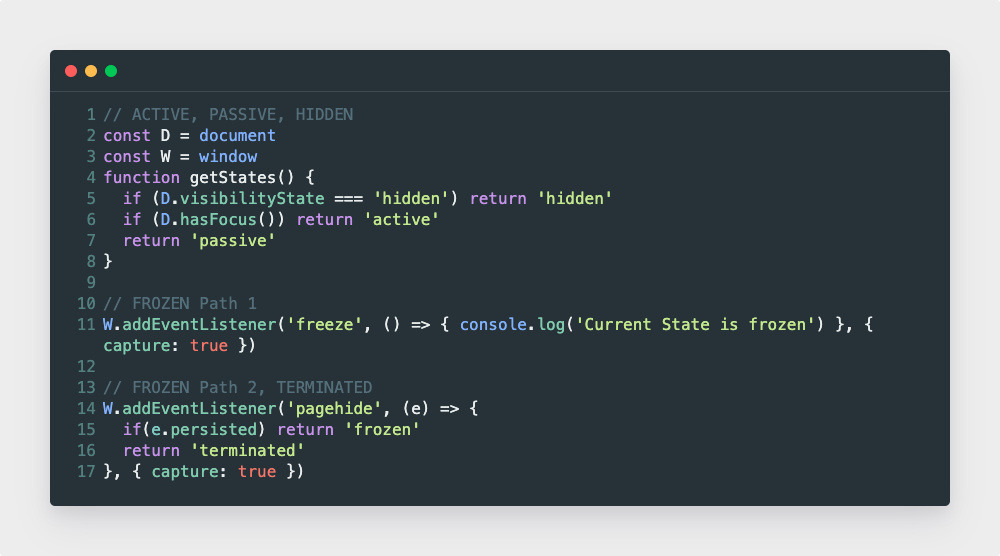 1 // ACTIVE, PASSIVE, HIDDEN
2 const D = document
3 const W = window
4 function getStates() {
5   if (D.visibilityState === 'hidden') return 'hidden'
6   if (D.hasFocus()) return 'active'
7   return 'passive'
8 }
9
10 // FROZEN Path 1
11 W.addEventListener('freeze', () => { console.log('Current State is frozen') }, {
capture: true })
12
13 // FROZEN Path 2, TERMINATED
14 W.addEventListener('pagehide', (e) => {
15   if(e.persisted) return 'frozen'
16   return 'terminated'
17 }, { capture: true })